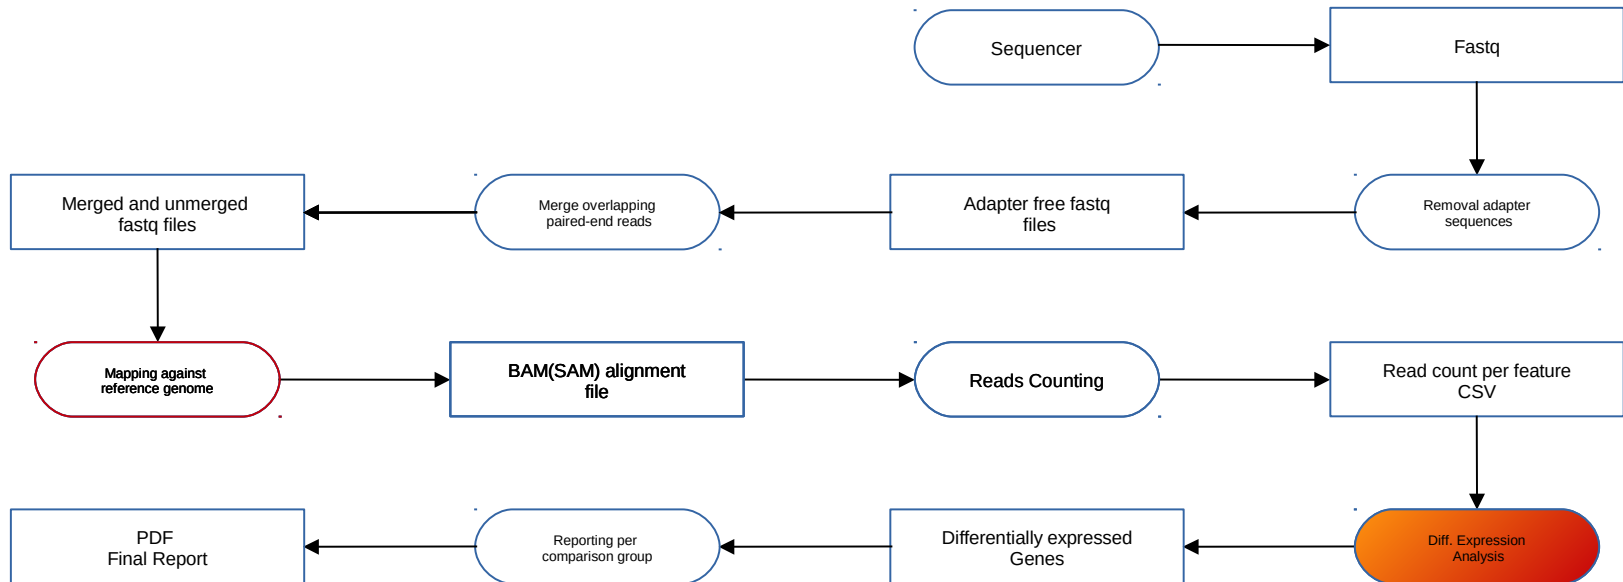 Sequencer
Fastq
Merged and unmerged
fastq files
Merge overlapping
paired-end reads
Adapter free fastq
files
Removal adapter
sequences
Mapping against
reference genome
BAM(SAM) alignment
file
Reads Counting
Read count per feature
CSV
PDF
Final Report
Reporting per
comparison group
Differentially expressed
Genes
Diff. Expression
Analysis